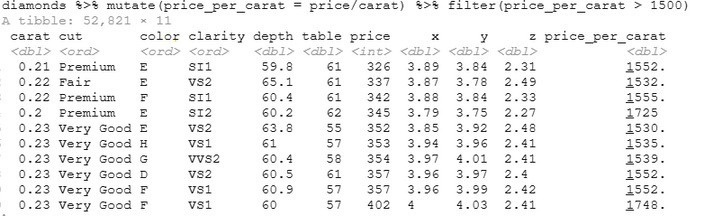 diamonds %>% mutate(price_per_carat = price/carat) %>% filter(price_per_carat > 1500)
A tibble: 52,821 × 11
carat cut color clarity depth table price x y z price_per_carat
<dbl> <ord> <ord> <ord> <dbl> <dbl> <int> <dbl> <dbl> <dbl> <dbl>
0.21 Premium E SI1 59.8 61 326 3.89 3.84 2.31 1552.
0.22 Fair E VS2 65.1 61 337 3.87 3.78 2.49 1532.
0.22 Premium F SI1 60.4 61 342 3.88 3.84 2.33 1555.
0.2 Premium E SI2 60.2 62 345 3.79 3.75 2.27 1725
0.23 Very Good E VS2 63.8 55 352 3.85 3.92 2.48 1530.
0.23 Very Good H VS1 61 57 353 3.94 3.96 2.41 1535.
0.23 Very Good G VVS2 60.4 58 354 3.97 4.01 2.41 1539.
0.23 Very Good D VS2 60.5 61 357 3.96 3.97 2.4 1552.
0.23 Very Good F VS1 60.9 57 357 3.96 3.99 2.42 1552.
0.23 Very Good F VS1 60 57 402 4 4.03 2.41 1748.